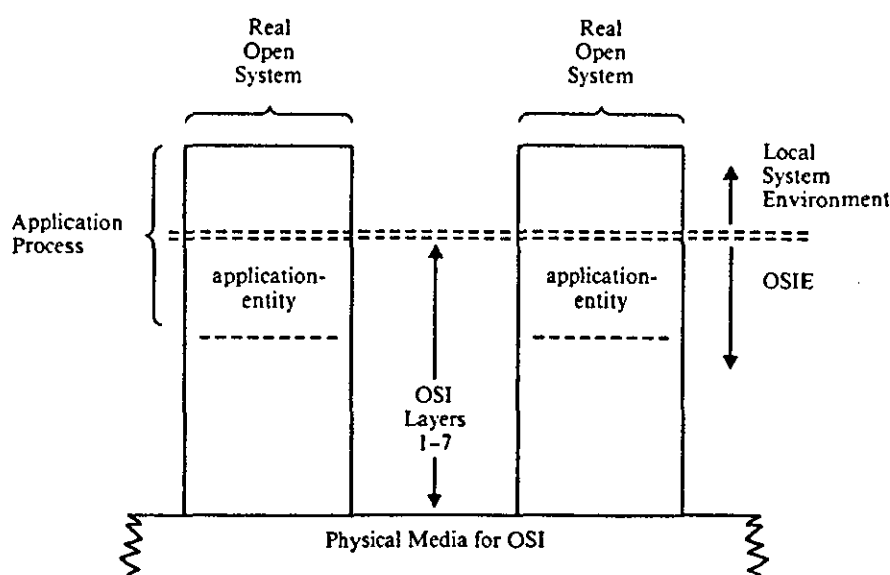 Real
Open
System
Real
Open
System
Local
System
Environment
Application
Process
application-
entity
application-
entity
OSIE
OSI
Layers
1-7
Physical Media for OSI